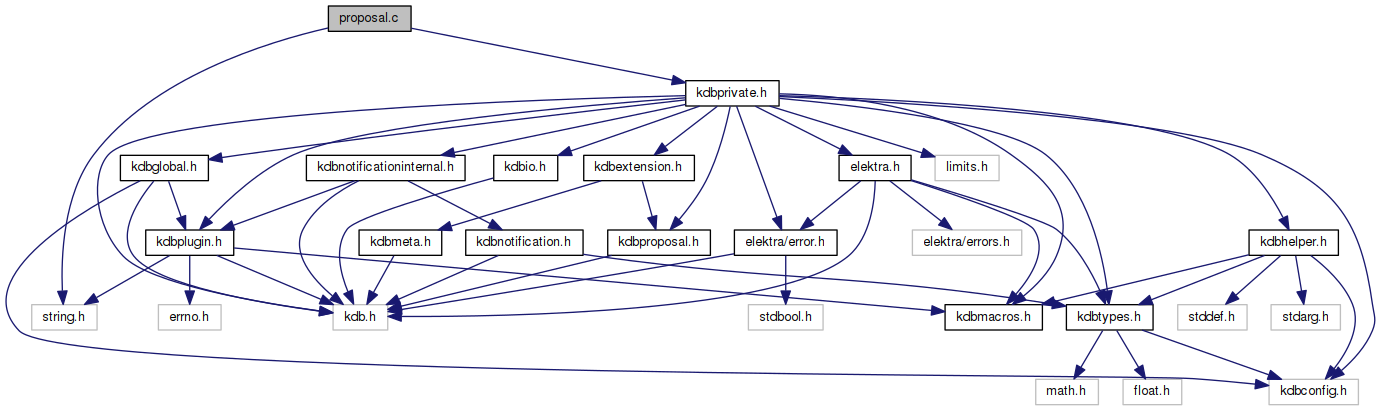 proposal.c
kdbprivate.h
kdbglobal.h
kdbnotificationinternal.h
kdbio.h
kdbextension.h
elektra.h
limits.h
kdbplugin.h
kdbmeta.h
kdbnotification.h
kdbproposal.h
elektra/error.h
elektra/errors.h
kdbhelper.h
string.h
errno.h
kdb.h
stdbool.h
kdbmacros.h
kdbtypes.h
stddef.h
stdarg.h
math.h
float.h
kdbconfig.h